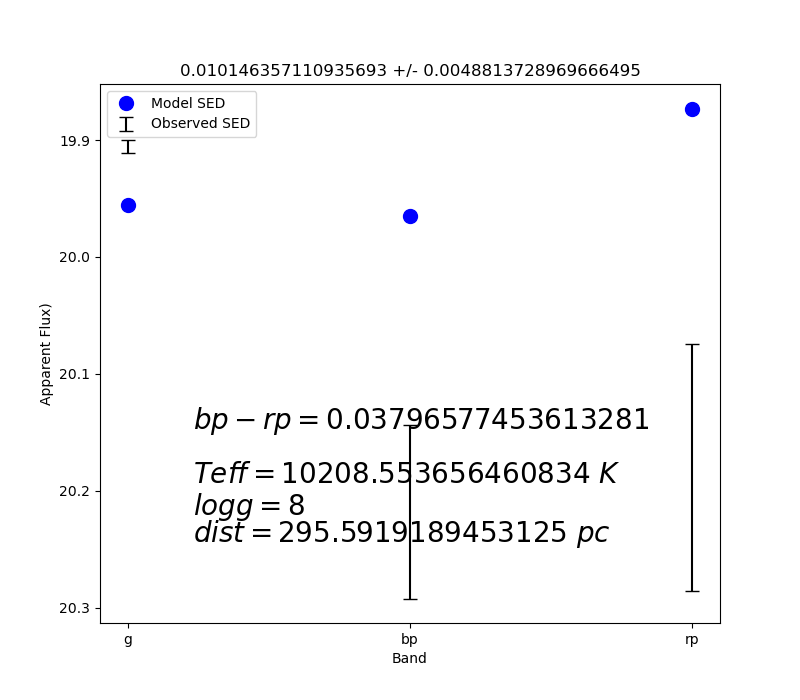 0.010146357110935693 +/- 0.0048813728969666495
Model SED
Observed SED
19.9
20.0
20.1
20.2
20.3
Apparent Flux)
bp − rp = 0.03796577453613281
Teff = 10208.553656460834 K
logg = 8
dist = 295.5919189453125 pc
g
bp
rp
Band